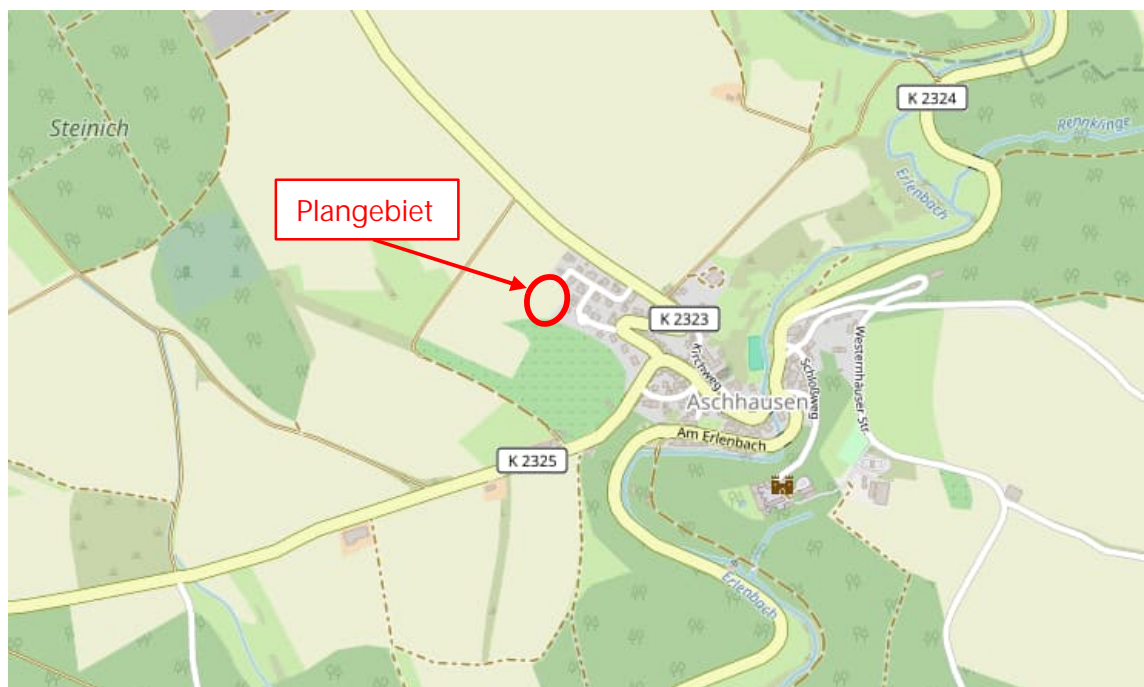 K 2324
Rennklinge
Steinich
Erlenbach
Plangebiet
K 2323
Kirchweg
Westernhäuser Str.
Schloßweg
Aschhausen
Am Erlenbach
K 2325
Erlenbach